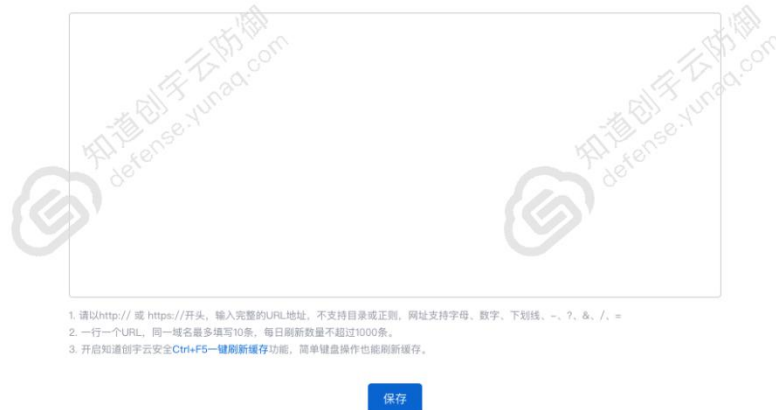 知道创宇云防御
defense.yunaq.com
知道创宇云防御
defense.yunaq.com
1. 请以http:// 或 https://开头，输入完整的URL地址，不支持目录或正则，网址支持字母、数字、下划线、-、?、&、/、=
2. 一行一个URL，同一域名最多填写10条，每日刷新数量不超过1000条。
3. 开启知道创宇云安全Ctrl+F5一键刷新缓存功能，简单键盘操作也能刷新缓存。
保存